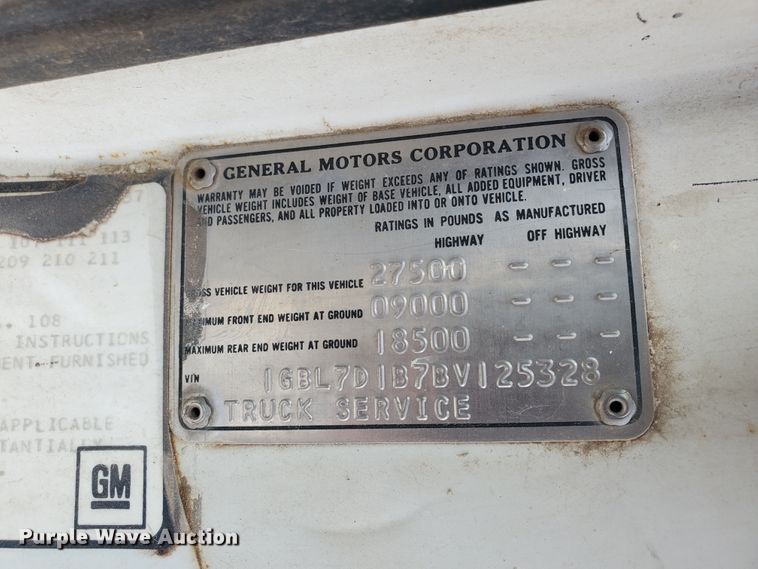 GENERAL MOTORS CORPORATION
WARRANTY MAY BE VOIDED IF WEIGHT EXCEEDS ANY OF RATINGS SHOWN. GROSS
VEHICLE WEIGHT INCLUDES WEIGHT OF BASE VEHICLE, ALL ADDED EQUIPMENT, DRIVER
AND PASSENGERS, AND ALL PROPERTY LOADED INTO OR ONTO VEHICLE.
RATINGS IN POUNDS AS MANUFACTURED
HIGHWAY OFF HIGHWAY
GROSS VEHICLE WEIGHT FOR THIS VEHICLE 27500 - - -
MAXIMUM FRONT END WEIGHT AT GROUND 09000 - - -
MAXIMUM REAR END WEIGHT AT GROUND 18500 - - -
VIN 1GBL7D1B7BV125328
TRUCK SERVICE
113
209 210 211
108
INSTRUCTIONS
FURNISHED
APPLICABLE
GM
Purple Wave Auction
Purple Wave Auction